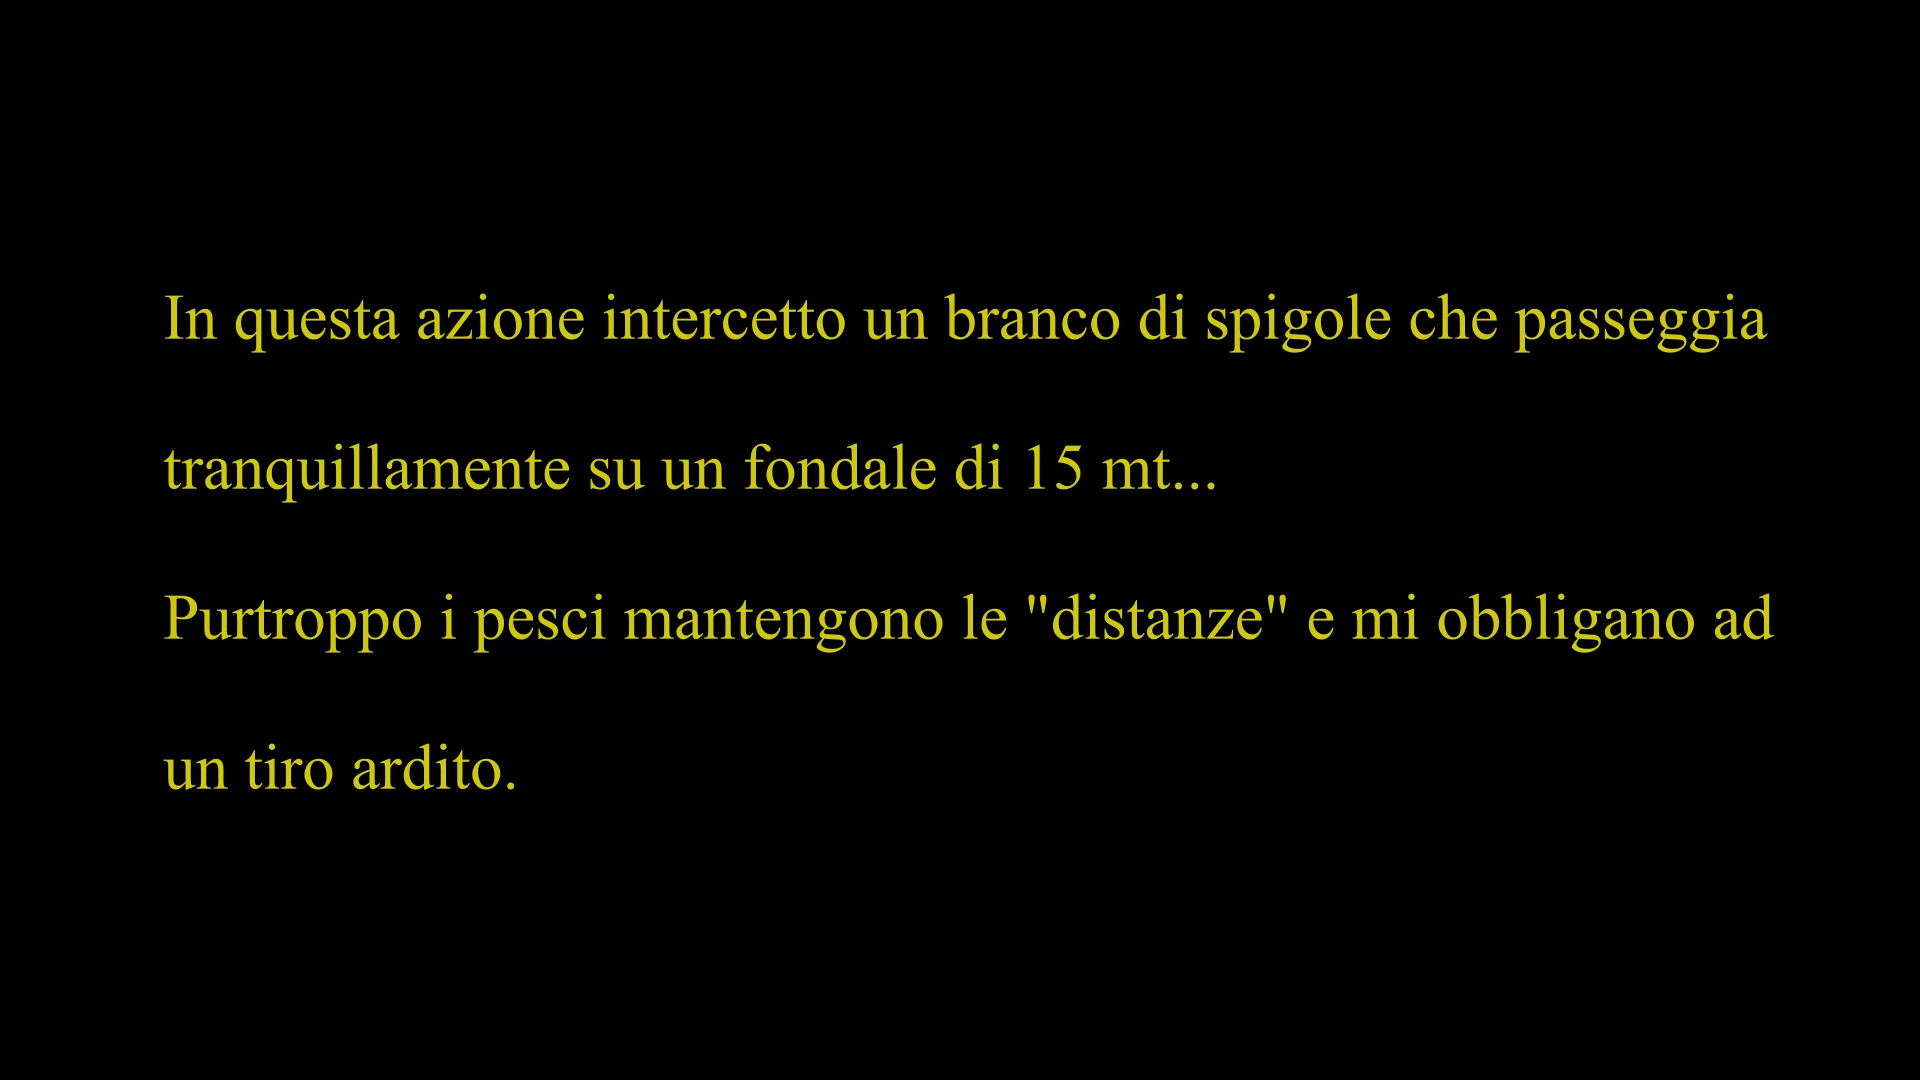 In questa azione intercetto un branco di spigole che passeggia
tranquillamente su un fondale di 15 mt...
Purtroppo i pesci mantengono le "distanze" e mi obbligano ad
un tiro ardito.